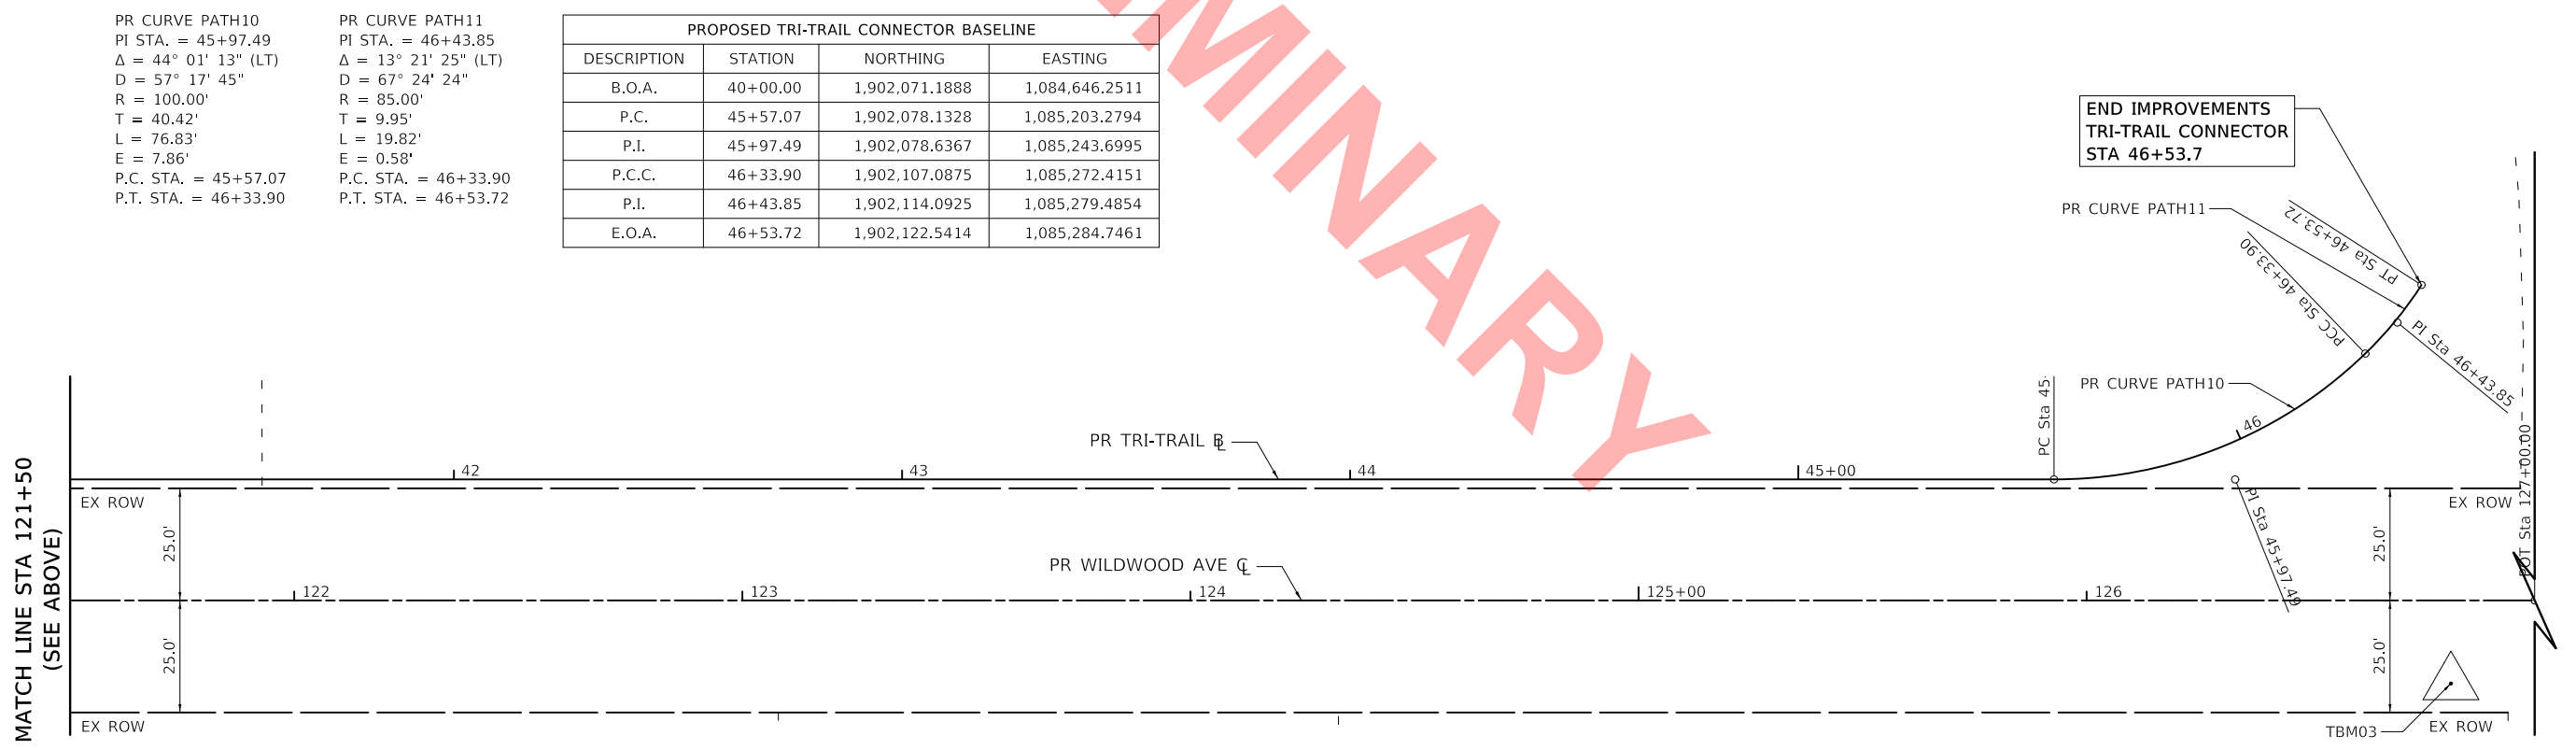 PR CURVE PATH10
PI STA. = 45+97.49
Δ = 44° 01' 13" (LT)
D = 57° 17' 45"
R = 100.00'
T = 40.42'
L = 76.83'
E = 7.86'
P.C. STA. = 45+57.07
P.T. STA. = 46+33.90
PR CURVE PATH11
PI STA. = 46+43.85
Δ = 13° 21' 25" (LT)
D = 67° 24' 24"
R = 85.00'
T = 9.95'
L = 19.82'
E = 0.58'
P.C. STA. = 46+33.90
P.T. STA. = 46+53.72
PROPOSED TRI-TRAIL CONNECTOR BASELINE
DESCRIPTION STATION NORTHING EASTING
B.O.A. 40+00.00 1,902,071.1888 1,084,646.2511
P.C. 45+57.07 1,902,078.1328 1,085,203.2794
P.I. 45+97.49 1,902,078.6367 1,085,243.6995
P.C.C. 46+33.90 1,902,107.0875 1,085,272.4151
P.I. 46+43.85 1,902,114.0925 1,085,279.4854
E.O.A. 46+53.72 1,902,122.5414 1,085,284.7461
MINARY
END IMPROVEMENTS
TRI-TRAIL CONNECTOR
STA 46+53.7
PR CURVE PATH11
PT Sta 46+53.72
PCC Sta 46+33.90
PI Sta 46+43.85
PR CURVE PATH10
46
PC Sta 45
PI Sta 45+97.49
POT Sta 127+00.00
PR TRI-TRAIL BL
42
43
44
45+00
EX ROW
EX ROW
25.0'
25.0'
PR WILDWOOD AVE CL
122
123
124
125+00
126
25.0'
25.0'
EX ROW
TBM03
EX ROW
MATCH LINE STA 121+50
(SEE ABOVE)